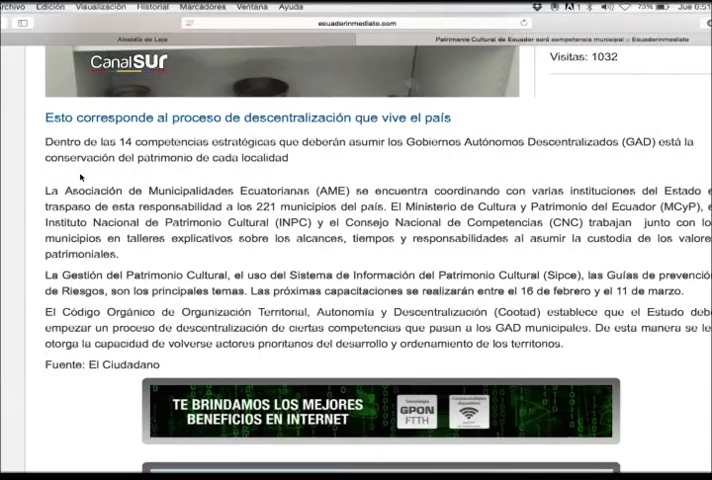 Archivo Edición Visualización Historial Marcadores Ventana Ayuda
73% Jue 6:51
ecuadorinmediato.com
Alcaldía de Loja
Patrimonio Cultural de Ecuador será competencia municipal :: Ecuadorinmediato
CanalSUr
Visitas: 1032
Esto corresponde al proceso de descentralización que vive el país
Dentro de las 14 competencias estratégicas que deberán asumir los Gobiernos Autónomos Descentralizados (GAD) está la
conservación del patrimonio de cada localidad
La Asociación de Municipalidades Ecuatorianas (AME) se encuentra coordinando con varias instituciones del Estado e
traspaso de esta responsabilidad a los 221 municipios del país. El Ministerio de Cultura y Patrimonio del Ecuador (MCyP), e
Instituto Nacional de Patrimonio Cultural (INPC) y el Consejo Nacional de Competencias (CNC) trabajan junto con lo
municipios en talleres explicativos sobre los alcances, tiempos y responsabilidades al asumir la custodia de los valore
patrimoniales.
La Gestión del Patrimonio Cultural, el uso del Sistema de Información del Patrimonio Cultural (Sipce), las Guías de prevenció
de Riesgos, son los principales temas. Las próximas capacitaciones se realizarán entre el 16 de febrero y el 11 de marzo.
El Código Orgánico de Organización Territorial, Autonomía y Descentralización (Cootad) establece que el Estado deb
empezar un proceso de descentralización de ciertas competencias que pasan a los GAD municipales. De esta manera se le
otorga la capacidad de volverse actores prioritarios del desarrollo y ordenamiento de los territorios.
Fuente: El Ciudadano
TE BRINDAMOS LOS MEJORES
BENEFICIOS EN INTERNET
GPON
FTTH